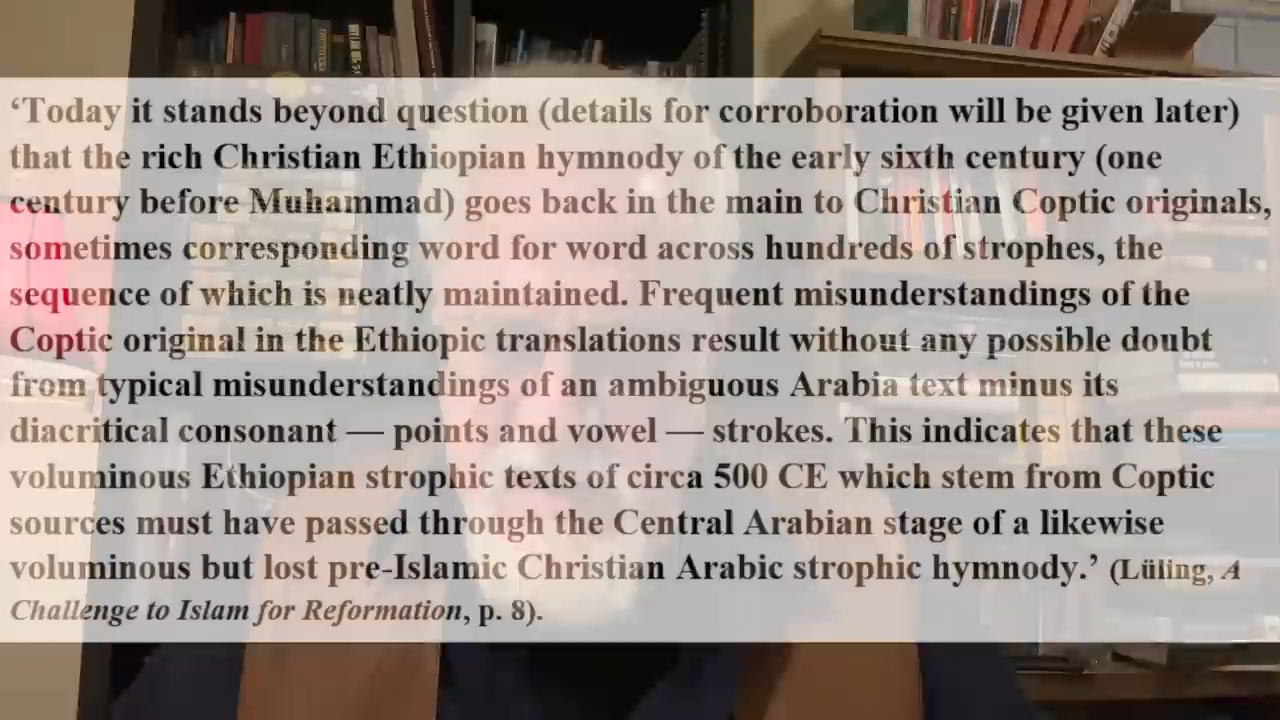 ‘Today it stands beyond question (details for corroboration will be given later)
that the rich Christian Ethiopian hymnody of the early sixth century (one
century before Muhammad) goes back in the main to Christian Coptic originals,
sometimes corresponding word for word across hundreds of strophes, the
sequence of which is neatly maintained. Frequent misunderstandings of the
Coptic original in the Ethiopic translations result without any possible doubt
from typical misunderstandings of an ambiguous Arabia text minus its
diacritical consonant — points and vowel — strokes. This indicates that these
voluminous Ethiopian strophic texts of circa 500 CE which stem from Coptic
sources must have passed through the Central Arabian stage of a likewise
voluminous but lost pre-Islamic Christian Arabic strophic hymnody.’ (Lüling, A
Challenge to Islam for Reformation, p. 8).